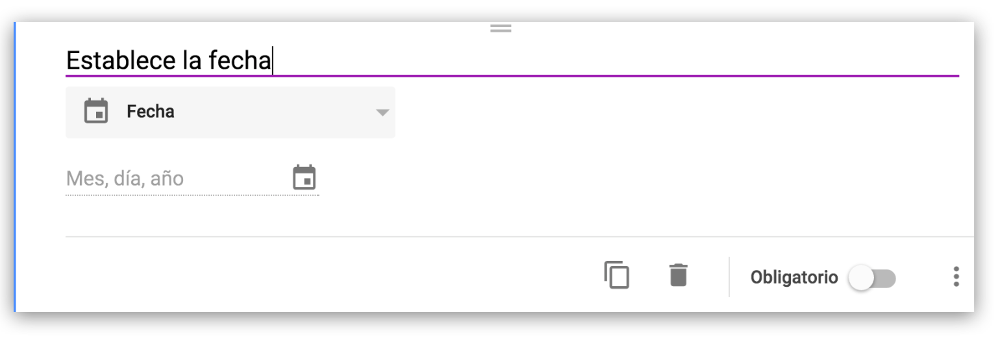 Establece la fecha
Fecha
Mes, día, año
Obligatorio